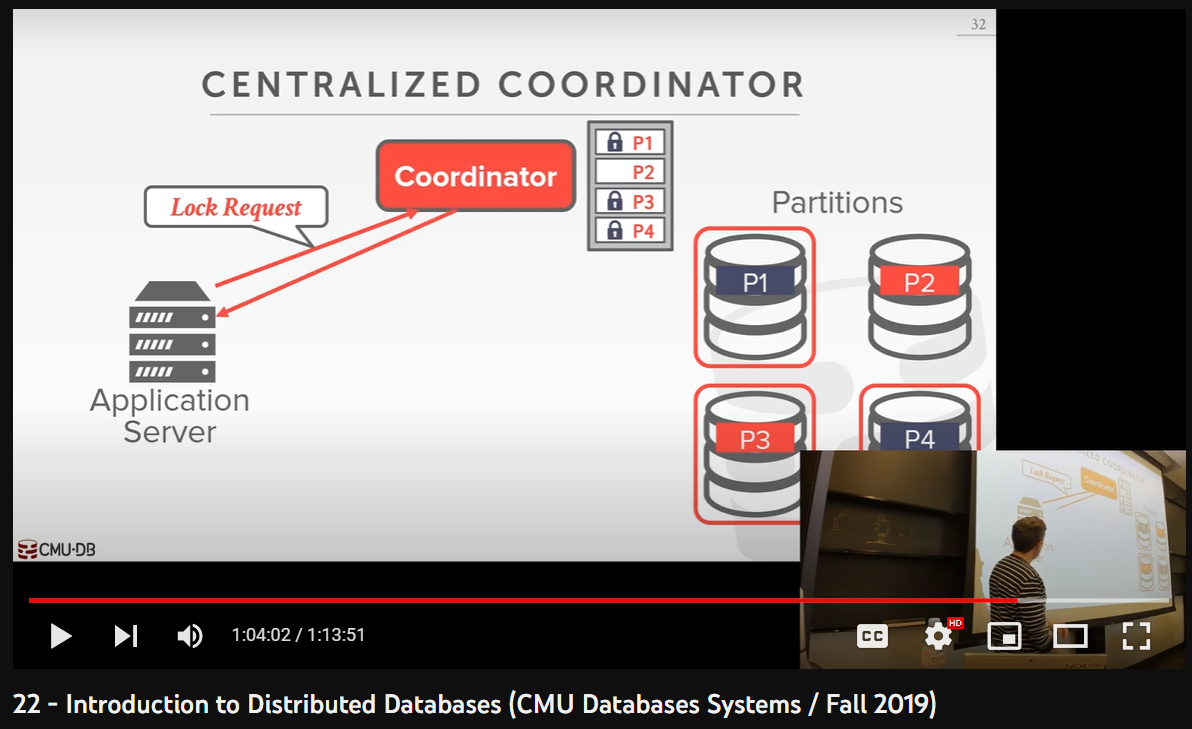 32
CENTRALIZED COORDINATOR
Coordinator
P1
P2
P3
P4
Lock Request
Partitions
P1
P2
P3
P4
Application
Server
CMU·DB
Lock Request
Coordinator
1:04:02 / 1:13:51
CC
HD
22 - Introduction to Distributed Databases (CMU Databases Systems / Fall 2019)